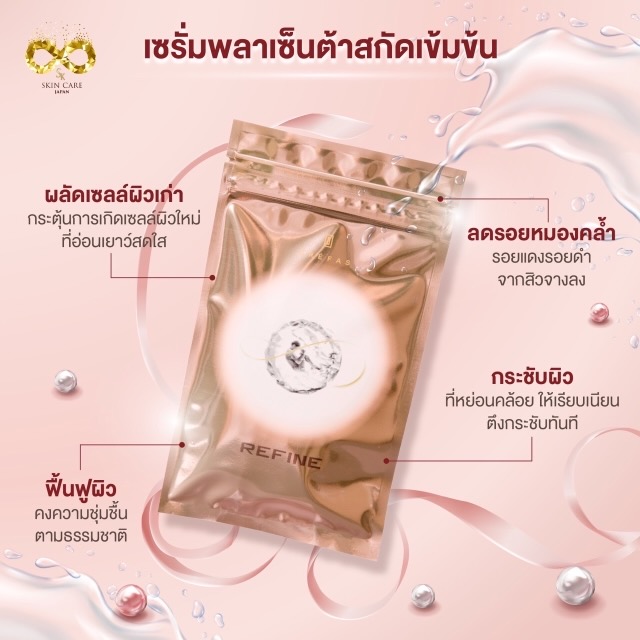 เซรั่มพลาเซ็นต้าสกัดเข้มข้น
SK
SKIN CARE
JAPAN
ผลัดเซลล์ผิวเก่า
กระตุ้นการเกิดเซลล์ผิวใหม่
ที่อ่อนเยาว์สดใส
ลดรอยหมองคล้ำ
รอยแดงรอยดำ
จากสิวจางลง
กระชับผิว
ที่หย่อนคล้อย ให้เรียบเนียน
ตึงกระชับทันที
REFINE
ฟื้นฟูผิว
คงความชุ่มชื้น
ตามธรรมชาติ